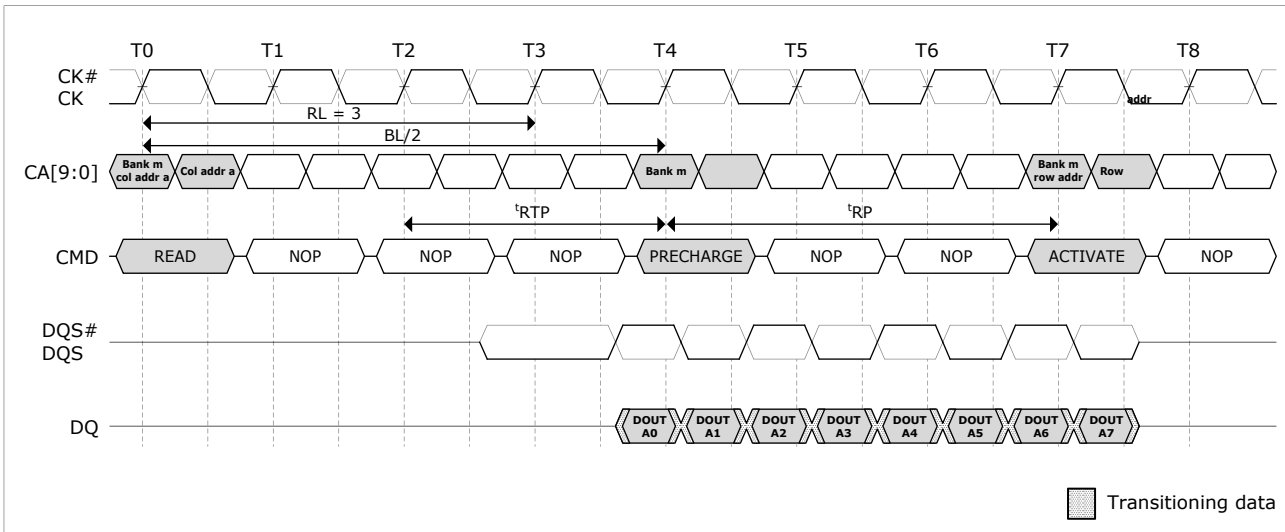 T0 T1 T2 T3 T4 T5 T6 T7 T8
CK#
CK
addr
RL = 3
BL/2
CA[9:0]
Bank m
col addr a
Col addr a
Bank m
Bank m
row addr
Row
tRTP
tRP
CMD
READ NOP NOP NOP PRECHARGE NOP NOP ACTIVATE NOP
DQS#
DQS
DQ
DOUT DOUT DOUT DOUT DOUT DOUT DOUT DOUT
A0 A1 A2 A3 A4 A5 A6 A7
Transitioning data